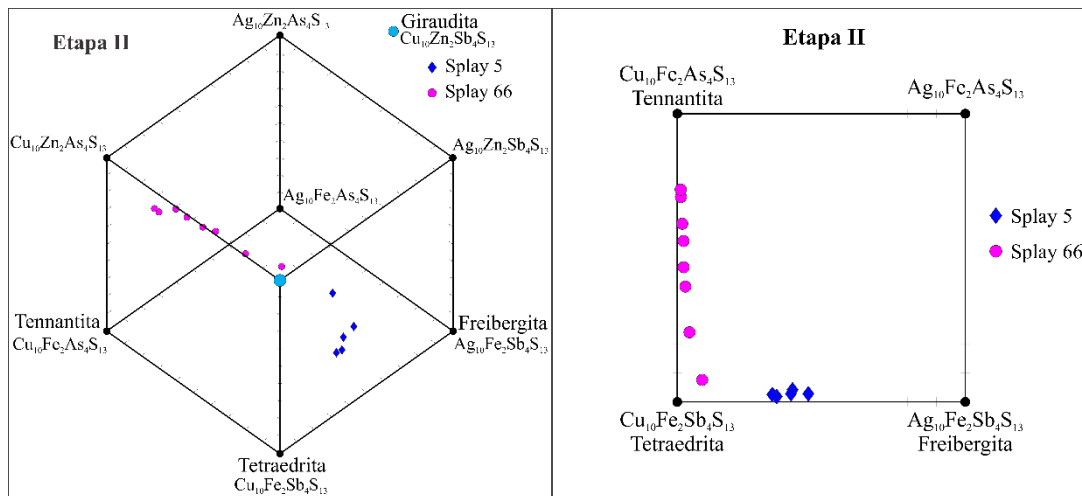 Etapa II
Ag₁₀Zn₂As₄S₁₃
Giraudita
Cu₁₀Zn₂Sb₄S₁₃
Splay 5
Splay 66
Cu₁₀Zn₂As₄S₁₃
Ag₁₀Zn₂Sb₄S₁₃
Ag₁₀Fe₂As₄S₁₃
Tennantita
Cu₁₀Fe₂As₄S₁₃
Freibergita
Ag₁₀Fe₂Sb₄S₁₃
Tetraedrita
Cu₁₀Fe₂Sb₄S₁₃
Etapa II
Cu₁₀Fe₂As₄S₁₃
Tennantita
Ag₁₀Fe₂As₄S₁₃
Splay 5
Splay 66
Cu₁₀Fe₂Sb₄S₁₃
Tetraedrita
Ag₁₀Fe₂Sb₄S₁₃
Freibergita